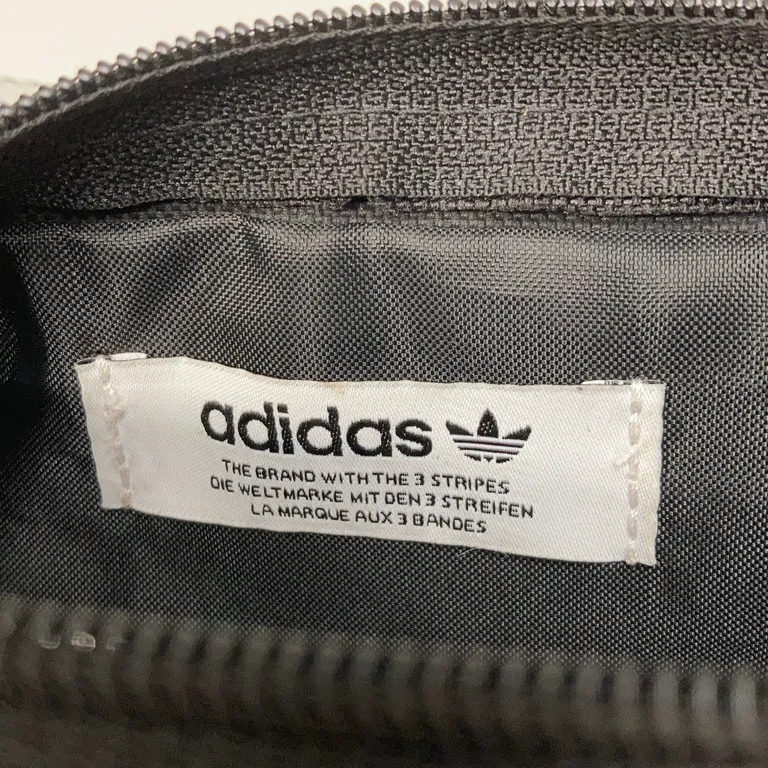 adidas
THE BRAND WITH THE 3 STRIPES
DIE WELTMARKE MIT DEN 3 STREIFEN
LA MARQUE AUX 3 BANDES